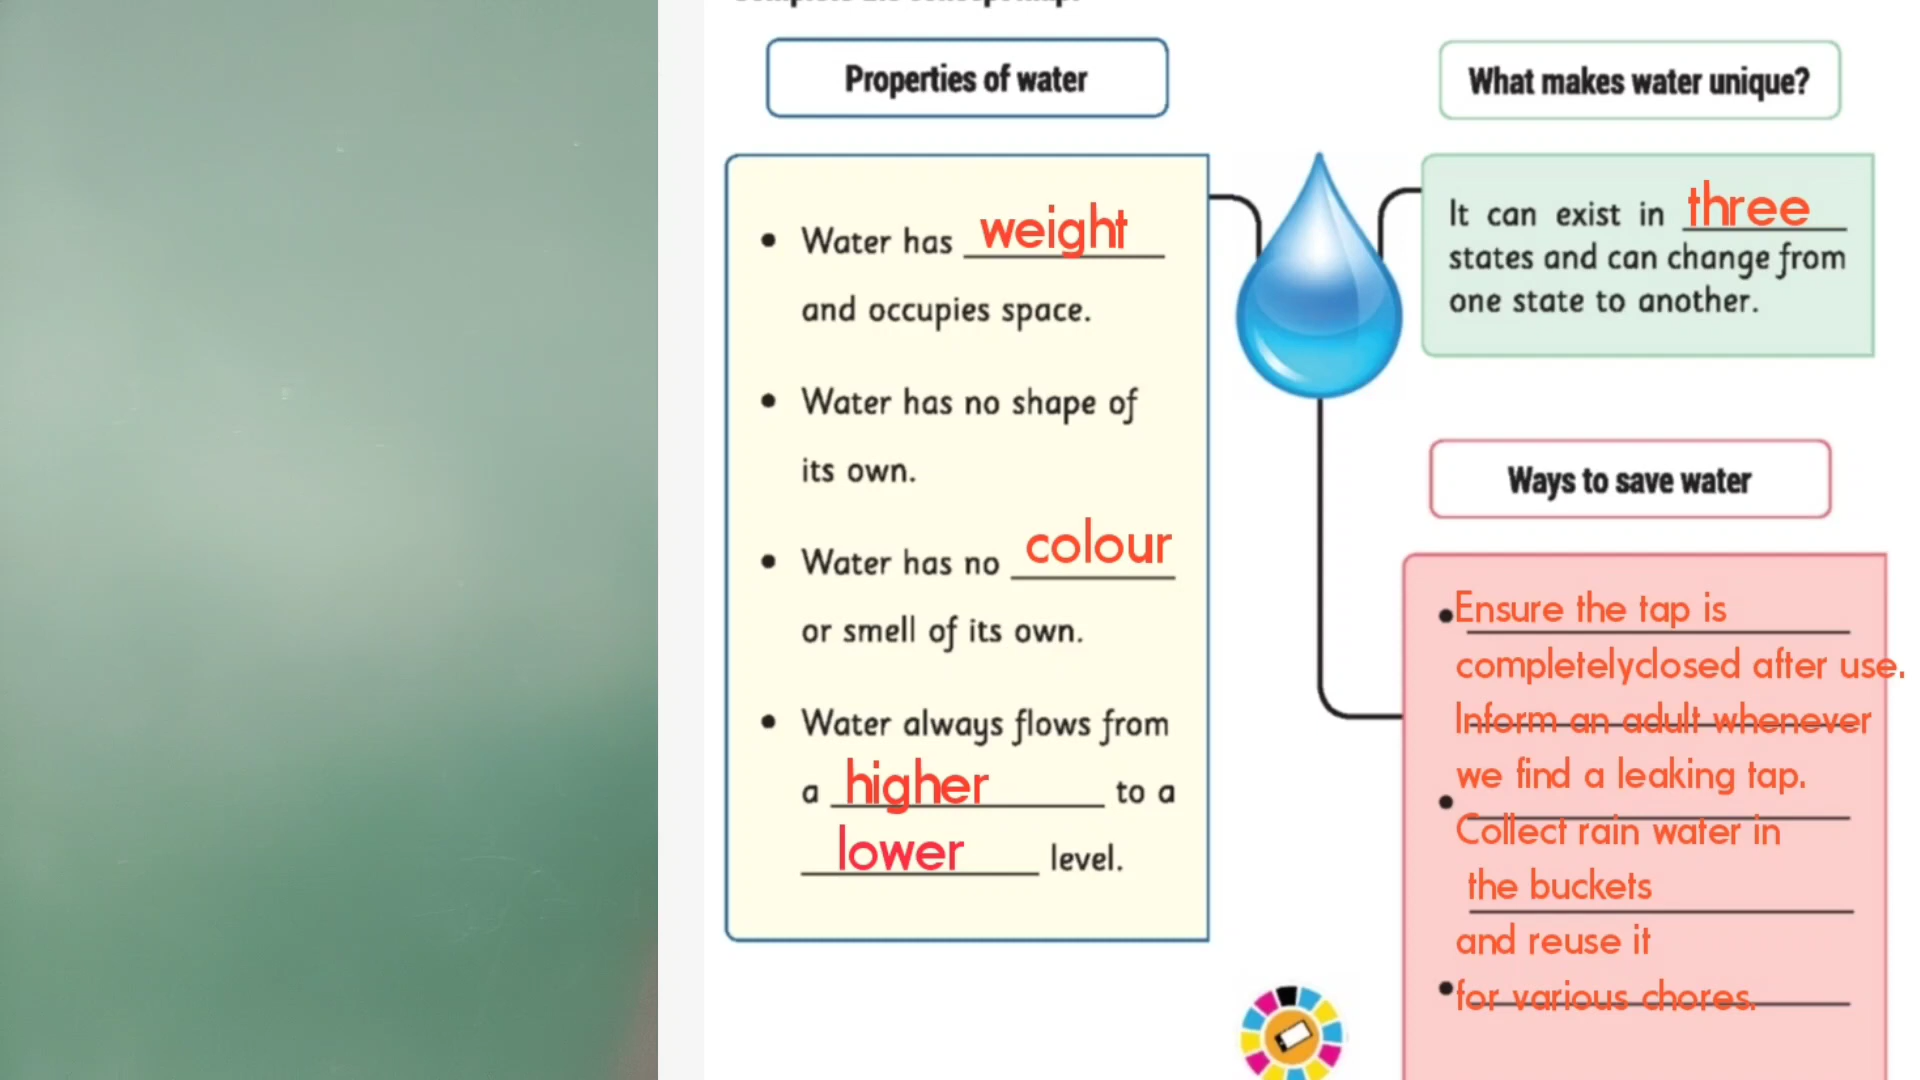 Properties of water
Water has weight
and occupies space.
Water has no shape of
its own.
Water has no colour
or smell of its own.
Water always flows from
a higher to a
lower level.
What makes water unique?
It can exist in three
states and can change from
one state to another.
Ways to save water
Ensure the tap is
completelyclosed after use.
Inform an adult whenever
we find a leaking tap.
Collect rain water in
the buckets
and reuse it
for various chores.